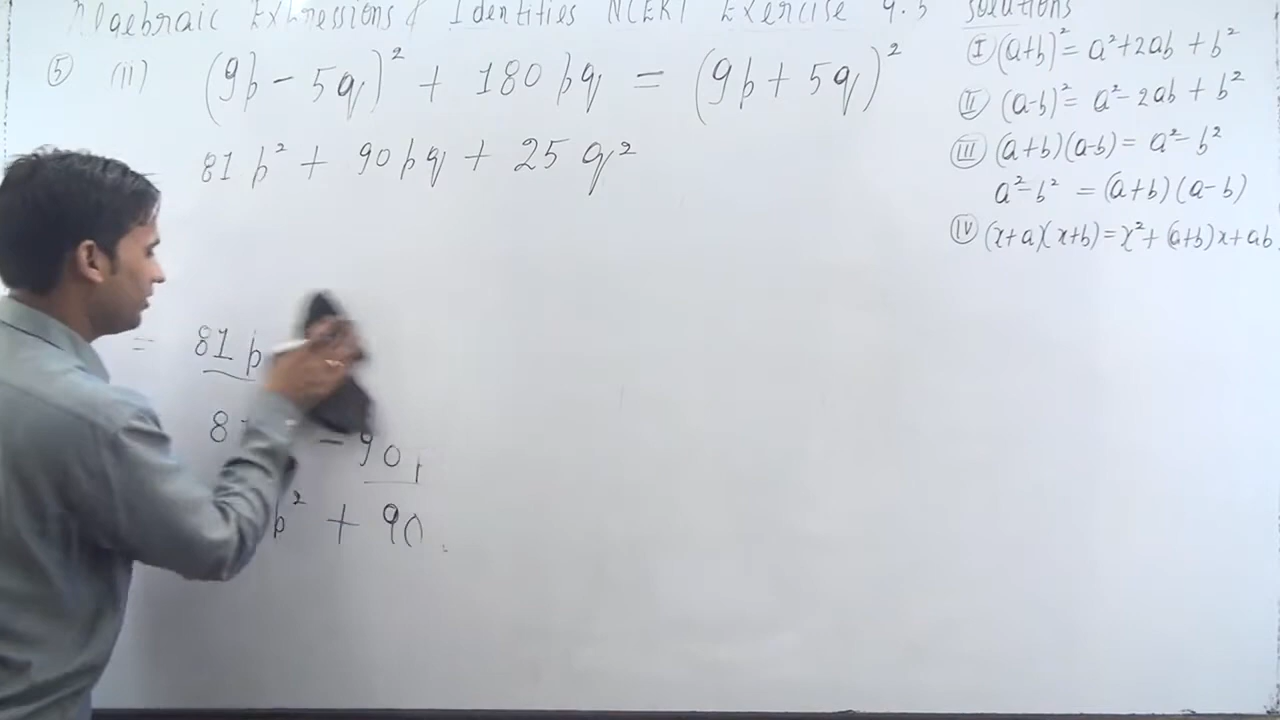 Algebraic Expressions & Identities NCERT Exercise 9.5 Solutions
⑤ (ii) (9p - 5q)² + 180pq = (9p + 5q)²
81p² + 90pq + 25q²
= 81p
8
- 90
p² + 90
Ⓘ (a+b)² = a² + 2ab + b²
Ⓘⓘ (a-b)² = a² - 2ab + b²
Ⓘⓘⓘ (a+b)(a-b) = a² - b²
a² - b² = (a+b)(a-b)
ⒾⓋ (x+a)(x+b) = x² + (a+b)x + ab